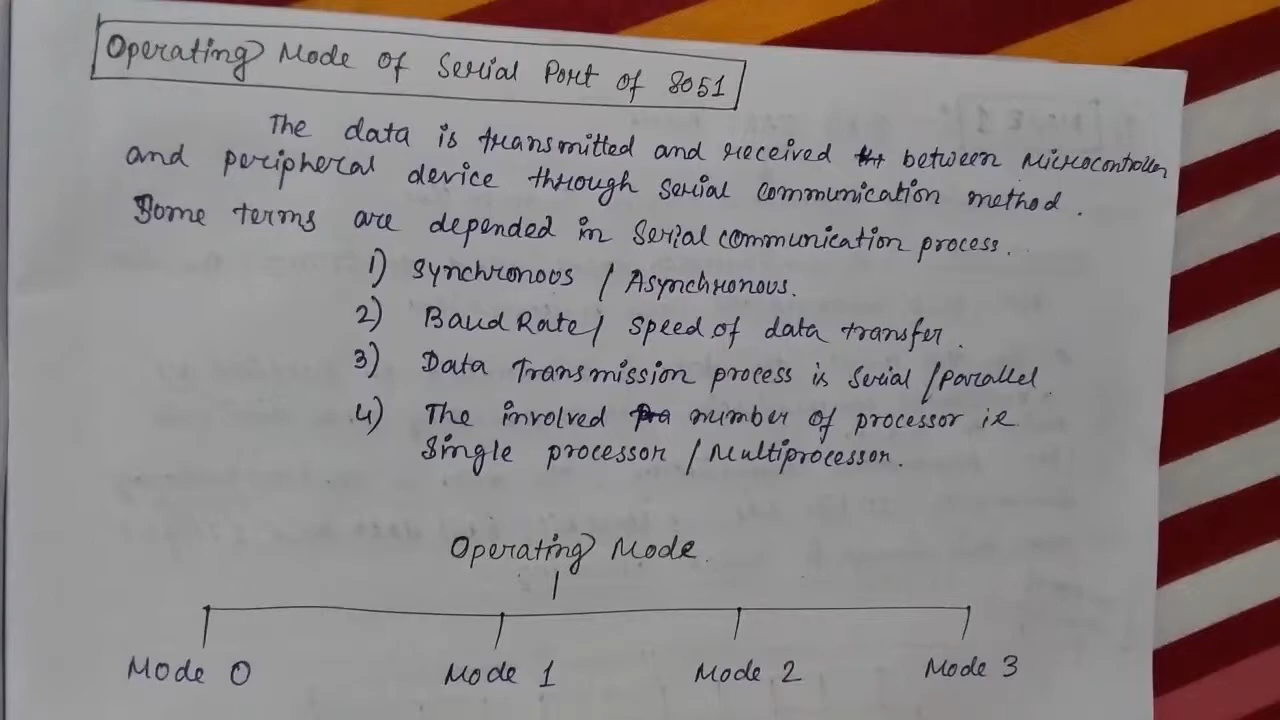 Operating Mode of Serial Port of 8051
The data is transmitted and received between Microcontroller
and peripheral device through serial communication method.
Some terms are depended in Serial communication process.
1) Synchronous / Asynchronous.
2) Baud Rate / Speed of data transfer.
3) Data Transmission process is Serial / parallel
4) The involved number of processor ie
Single processor / Multiprocessor.
Operating Mode
Mode 0 Mode 1 Mode 2 Mode 3